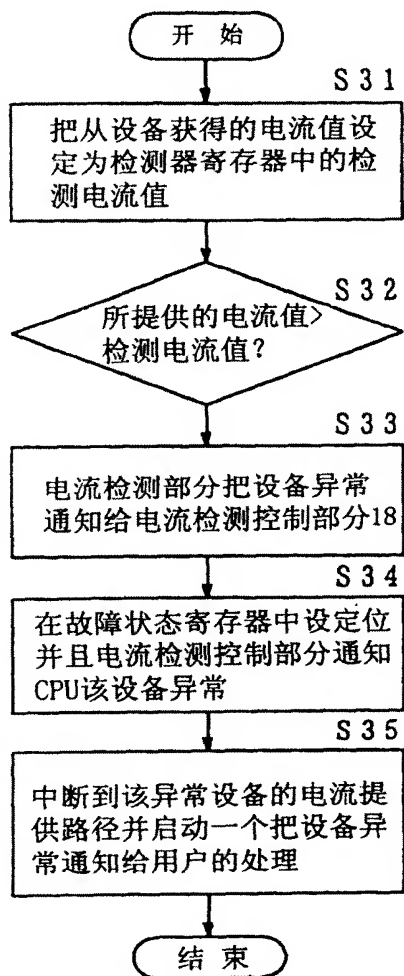 开 始
S31
把从设备获得的电流值设
定为检测器寄存器中的检
测电流值
S32
所提供的电流值>
检测电流值?
S33
电流检测部分把设备异常
通知给电流检测控制部分18
S34
在故障状态寄存器中设定位
并且电流检测控制部分通知
CPU该设备异常
S35
中断到该异常设备的电流提
供路径并启动一个把设备异
常通知给用户的处理
结 束